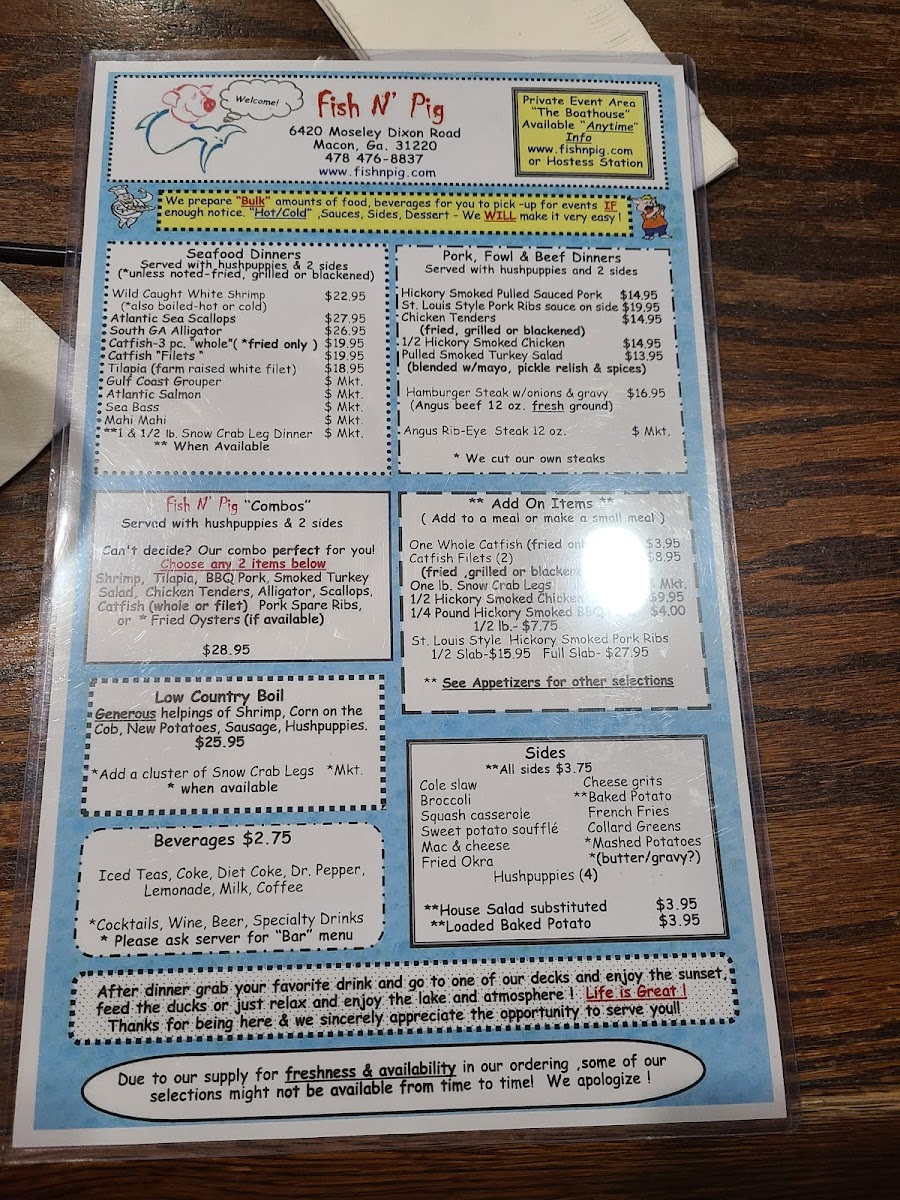 Welcome!
Fish N' Pig
6420 Moseley Dixon Road
Macon, Ga. 31220
478 476-8837
www.fishnpig.com
Private Event Area
"The Boathouse"
Available "Anytime"
Info
www.fishnpig.com
or Hostess Station
We prepare "Bulk" amounts of food, beverages for you to pick -up for events IF
enough notice. "Hot/Cold" ,Sauces, Sides, Dessert - We WILL make it very easy !
Seafood Dinners
Served with hushpuppies & 2 sides
(*unless noted-fried, grilled or blackened)
Wild Caught White Shrimp $22.95
(*also boiled-hot or cold)
Atlantic Sea Scallops $27.95
South GA Alligator $26.95
Catfish-3 pc. "whole"( *fried only ) $19.95
Catfish "Filets " $19.95
Tilapia (farm raised white filet) $18.95
Gulf Coast Grouper $ Mkt.
Atlantic Salmon $ Mkt.
Sea Bass $ Mkt.
Mahi Mahi $ Mkt.
**1 & 1/2 lb. Snow Crab Leg Dinner $ Mkt.
** When Available
Pork, Fowl & Beef Dinners
Served with hushpuppies and 2 sides
Hickory Smoked Pulled Sauced Pork $14.95
St. Louis Style Pork Ribs sauce on side $19.95
Chicken Tenders $14.95
(fried, grilled or blackened)
1/2 Hickory Smoked Chicken $14.95
Pulled Smoked Turkey Salad $13.95
(blended w/mayo, pickle relish & spices)
Hamburger Steak w/onions & gravy $16.95
(Angus beef 12 oz. fresh ground)
Angus Rib-Eye Steak 12 oz. $ Mkt.
* We cut our own steaks
Fish N' Pig "Combos"
Served with hushpuppies & 2 sides
Can't decide? Our combo perfect for you!
Choose any 2 items below
Shrimp, Tilapia, BBQ Pork, Smoked Turkey
Salad, Chicken Tenders, Alligator, Scallops,
Catfish (whole or filet) Pork Spare Ribs,
or * Fried Oysters (if available)
$28.95
** Add On Items **
( Add to a meal or make a small meal )
One Whole Catfish (fried $3.95
Catfish Filets (2) $8.95
(fried ,grilled or blackened
One lb. Snow Crab Legs Mkt.
1/2 Hickory Smoked Chicken $9.95
1/4 Pound Hickory Smoked BBQ $4.00
1/2 lb.- $7.75
St. Louis Style Hickory Smoked Pork Ribs
1/2 Slab-$15.95 Full Slab- $27.95
** See Appetizers for other selections
Low Country Boil
Generous helpings of Shrimp, Corn on the
Cob, New Potatoes, Sausage, Hushpuppies.
$25.95
*Add a cluster of Snow Crab Legs *Mkt.
* when available
Sides
**All sides $3.75
Cole slaw Cheese grits
Broccoli **Baked Potato
Squash casserole French Fries
Sweet potato soufflé Collard Greens
Mac & cheese *Mashed Potatoes
Fried Okra *(butter/gravy?)
Hushpuppies (4)
**House Salad substituted $3.95
**Loaded Baked Potato $3.95
Beverages $2.75
Iced Teas, Coke, Diet Coke, Dr. Pepper,
Lemonade, Milk, Coffee
*Cocktails, Wine, Beer, Specialty Drinks
* Please ask server for "Bar" menu
After dinner grab your favorite drink and go to one of our decks and enjoy the sunset,
feed the ducks or just relax and enjoy the lake and atmosphere ! Life is Great !
Thanks for being here & we sincerely appreciate the opportunity to serve you!!
Due to our supply for freshness & availability in our ordering ,some of our
selections might not be available from time to time! We apologize !